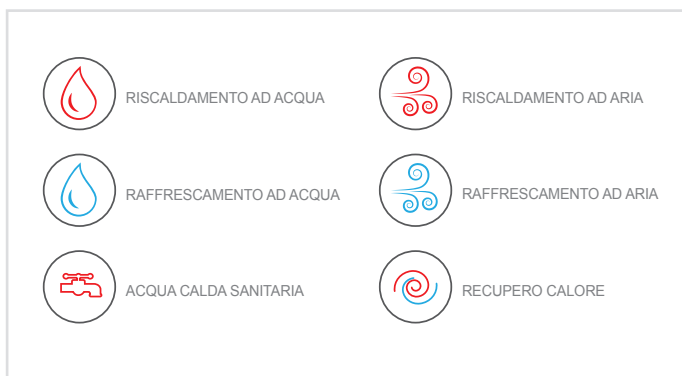 RISCALDAMENTO AD ACQUA
RISCALDAMENTO AD ARIA
RAFFRESCAMENTO AD ACQUA
RAFFRESCAMENTO AD ARIA
ACQUA CALDA SANITARIA
RECUPERO CALORE